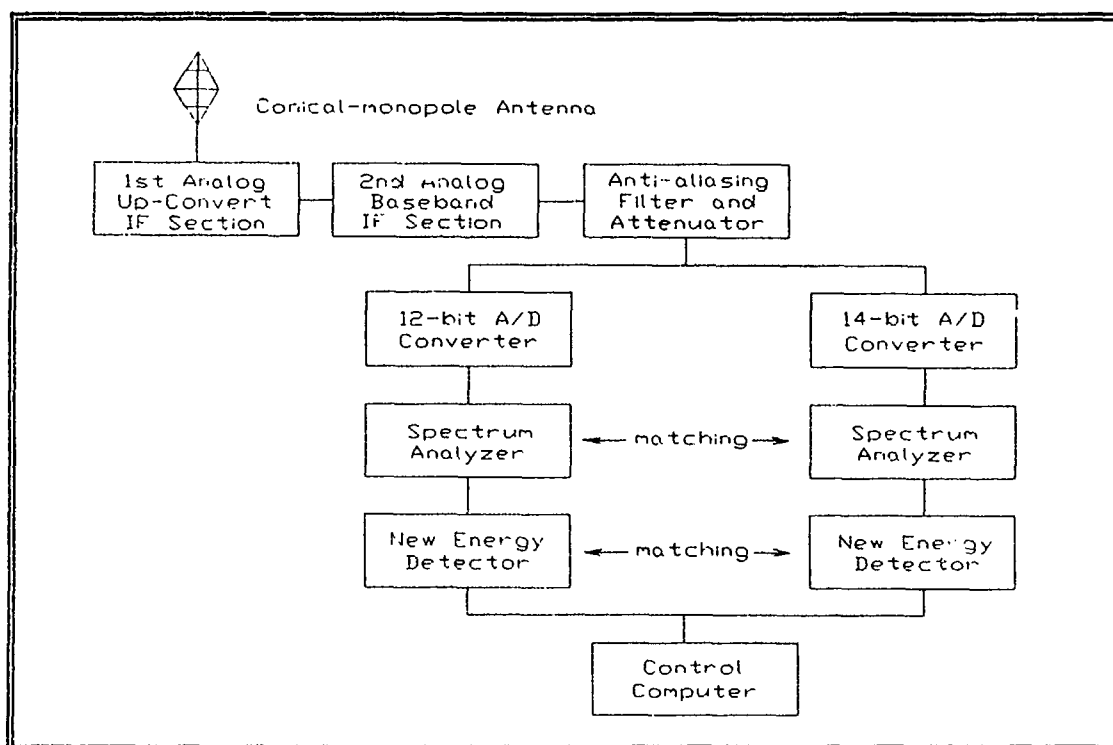 Conical-monopole Antenna
1st Analog
Up-Convert
IF Section
2nd Analog
Baseband
IF Section
Anti-aliasing
Filter and
Attenuator
12-bit A/D
Converter
14-bit A/D
Converter
Spectrum
Analyzer
matching
Spectrum
Analyzer
New Energy
Detector
matching
New Energy
Detector
Control
Computer